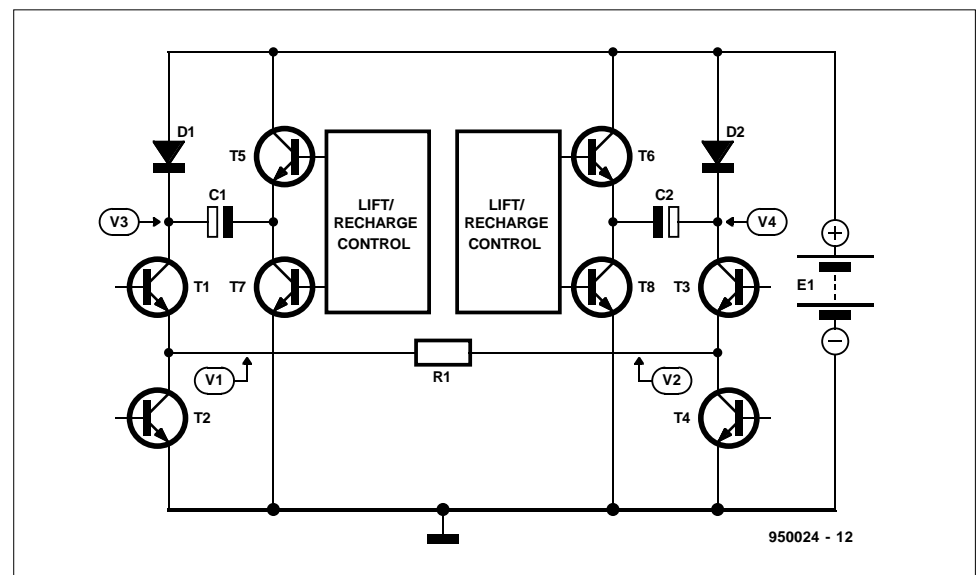 D1
T5
T6
D2
LIFT/
RECHARGE
CONTROL
LIFT/
RECHARGE
CONTROL
V3
C1
C2
V4
+
T1
T7
T8
T3
E1
−
R1
V1
V2
T2
T4
950024 - 12